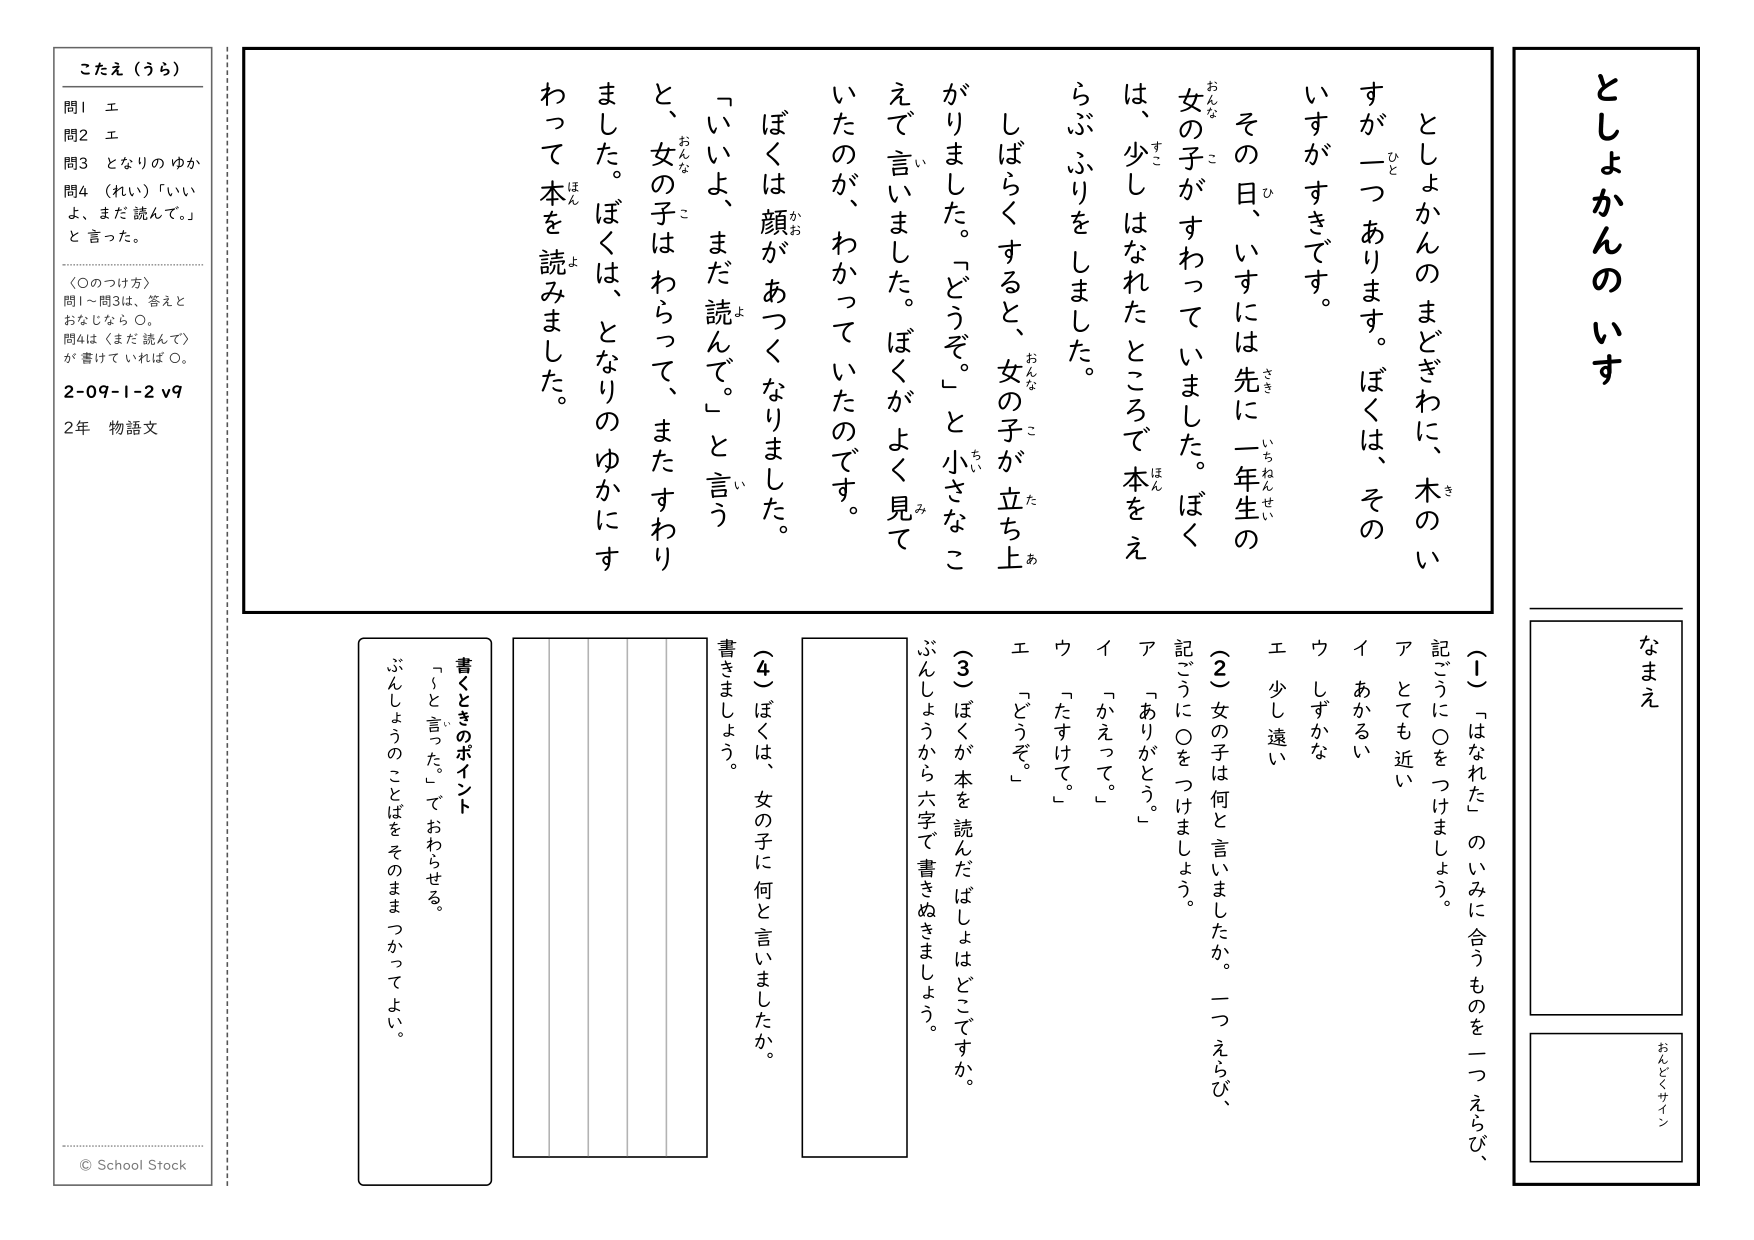 としょかんの いす
なまえ
おんどくサイン
としょかんの まどぎわに、木の い
すが 一つ あります。ぼくは、その
いすが すきです。
その 日、いすには 先に 一年生の
女の子が すわって いました。ぼく
は、少し はなれた ところで 本を え
らぶ ふりを しました。
しばらく すると、女の子が 立ち上
がりました。「どうぞ。」と 小さな こ
えで 言いました。ぼくが よく 見て
いたのが、わかって いたのです。
ぼくは 顔が あつく なりました。
「いいよ、まだ 読んで。」と 言う
と、女の子は わらって、また すわり
ました。ぼくは、となりの ゆかに す
わって 本を 読みました。
(1)「はなれた」 の いみに 合う ものを 一つ えらび、
記ごうに ○を つけましょう。
ア とても 近い
イ あかるい
ウ しずかな
エ 少し 遠い
(2) 女の子は 何と 言いましたか。 一つ えらび、
記ごうに ○を つけましょう。
ア 「ありがとう。」
イ 「かえって。」
ウ 「たすけて。」
エ 「どうぞ。」
(3) ぼくが 本を 読んだ ばしょは どこですか。
ぶんしょうから 六字で 書きぬきましょう。
(4) ぼくは、 女の子に 何と 言いましたか。
書きましょう。
書くときのポイント
「〜と 言った。」で おわらせる。
ぶんしょうの ことばを そのまま つかって よい。
こたえ（うら）
問1 エ
問2 エ
問3 となりの ゆか
問4 （れい）「いい
よ、まだ 読んで。」
と 言った。
〈○のつけ方〉
問1〜問3は、答えと
おなじなら ○。
問4は〈まだ 読んで〉
が 書けて いれば ○。
2-09-1-2 v9
2年 物語文
© School Stock